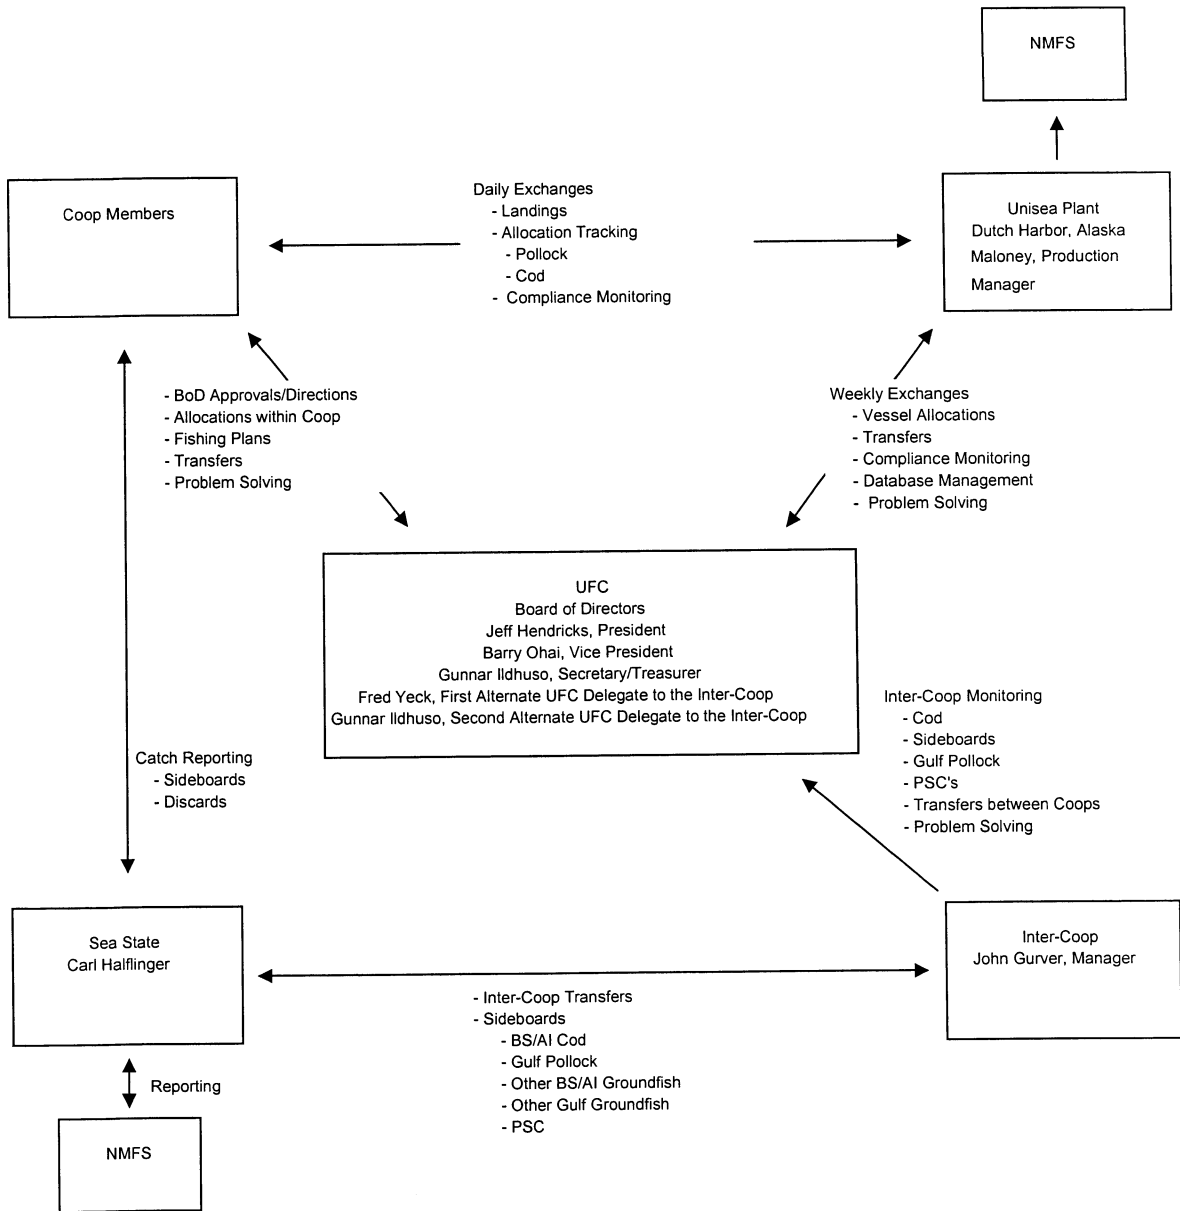 NMFS
Coop Members
Daily Exchanges
- Landings
- Allocation Tracking
- Pollock
- Cod
- Compliance Monitoring
Unisea Plant
Dutch Harbor, Alaska
Maloney, Production
Manager
- BoD Approvals/Directions
- Allocations within Coop
- Fishing Plans
- Transfers
- Problem Solving
Weekly Exchanges
- Vessel Allocations
- Transfers
- Compliance Monitoring
- Database Management
- Problem Solving
UFC
Board of Directors
Jeff Hendricks, President
Barry Ohai, Vice President
Gunnar Ildhuso, Secretary/Treasurer
Fred Yeck, First Alternate UFC Delegate to the Inter-Coop
Gunnar Ildhuso, Second Alternate UFC Delegate to the Inter-Coop
Inter-Coop Monitoring
- Cod
- Sideboards
- Gulf Pollock
- PSC's
- Transfers between Coops
- Problem Solving
Catch Reporting
- Sideboards
- Discards
Sea State
Carl Halflinger
Inter-Coop
John Gurver, Manager
- Inter-Coop Transfers
- Sideboards
- BS/AI Cod
- Gulf Pollock
- Other BS/AI Groundfish
- Other Gulf Groundfish
- PSC
Reporting
NMFS